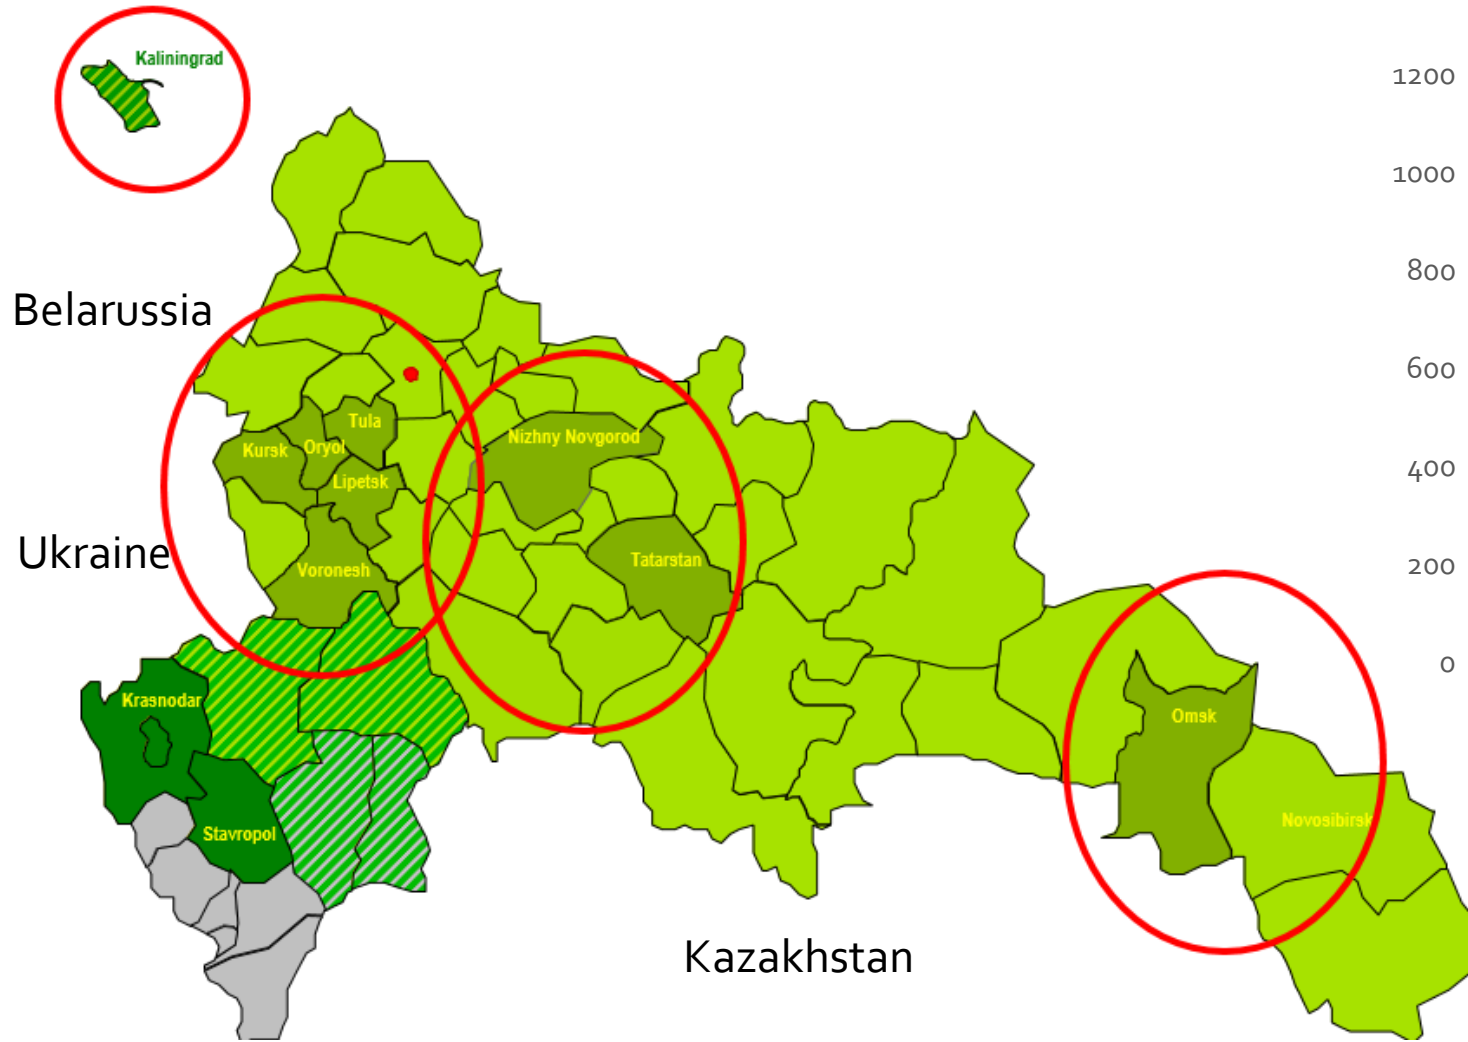 Kaliningrad
1200
1000
800
Belarussia
600
Tula
Nizhny Novgorod
Kursk
Oryol
400
Lipetsk
Ukraine
Voronesh
Tatarstan
200
0
Krasnodar
Omsk
Novosibirsk
Stavropol
Kazakhstan